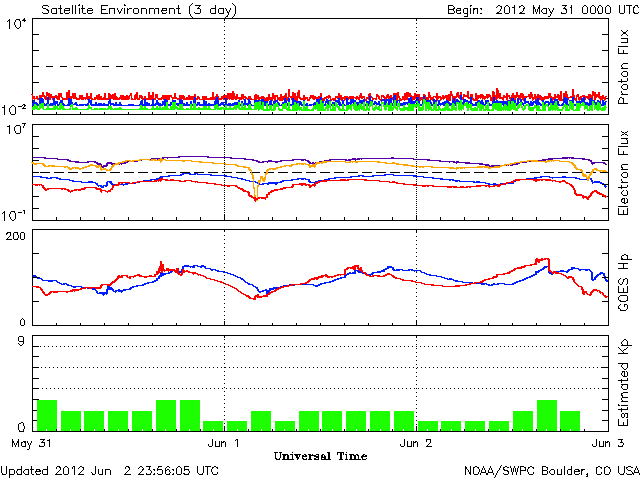 Satellite Environment (3 day) Begin: 2012 May 31 0000 UTC
10^4
10^-2
Proton Flux
10^7
10^-1
Electron Flux
200
0
GOES Hp
9
0
Estimated Kp
May 31 Jun 1 Jun 2 Jun 3
Universal Time
Updated 2012 Jun 2 23:56:05 UTC NOAA/SWPC Boulder, CO USA